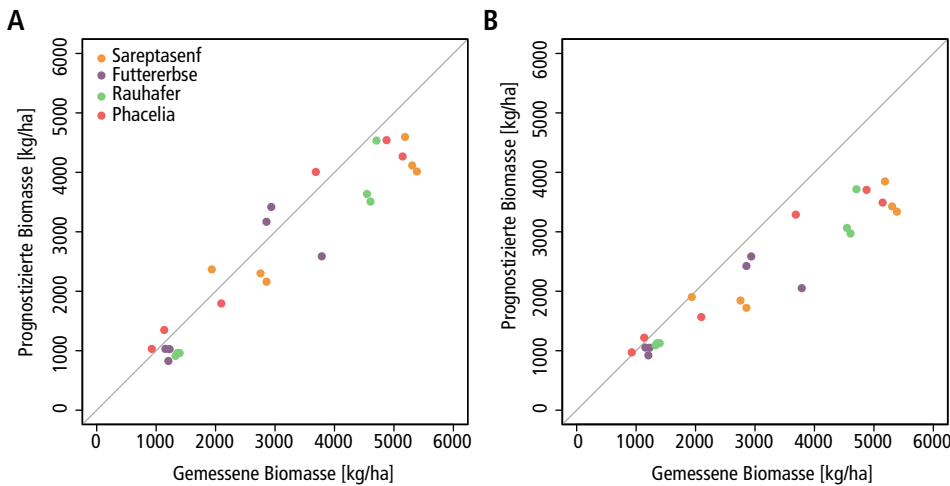 A
Sareptasenf
Futtererbse
Rauhafer
Phacelia
Prognostizierte Biomasse [kg/ha]
0 1000 2000 3000 4000 5000 6000
0 1000 2000 3000 4000 5000 6000
Gemessene Biomasse [kg/ha]
B
Prognostizierte Biomasse [kg/ha]
0 1000 2000 3000 4000 5000 6000
0 1000 2000 3000 4000 5000 6000
Gemessene Biomasse [kg/ha]